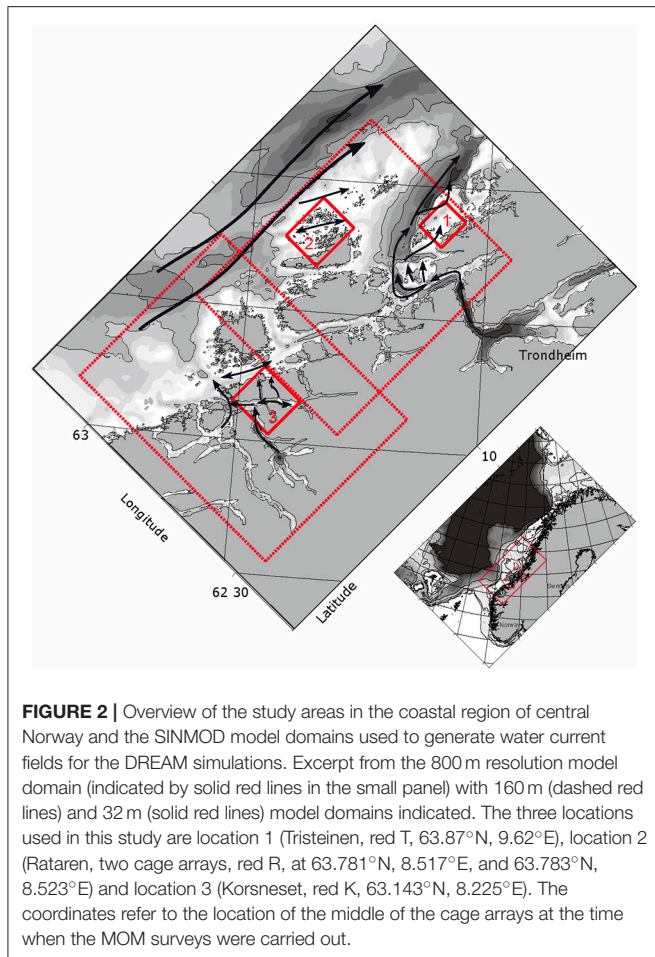 1
2
3
Trondheim
63
10
Longitude
62 30
Latitude
Sweden
Norway
FIGURE 2 | Overview of the study areas in the coastal region of central
Norway and the SINMOD model domains used to generate water current
fields for the DREAM simulations. Excerpt from the 800 m resolution model
domain (indicated by solid red lines in the small panel) with 160 m (dashed red
lines) and 32 m (solid red lines) model domains indicated. The three locations
used in this study are location 1 (Tristeinen, red T, 63.87°N, 9.62°E), location 2
(Rataren, two cage arrays, red R, at 63.781°N, 8.517°E, and 63.783°N,
8.523°E) and location 3 (Korsneset, red K, 63.143°N, 8.225°E). The
coordinates refer to the location of the middle of the cage arrays at the time
when the MOM surveys were carried out.